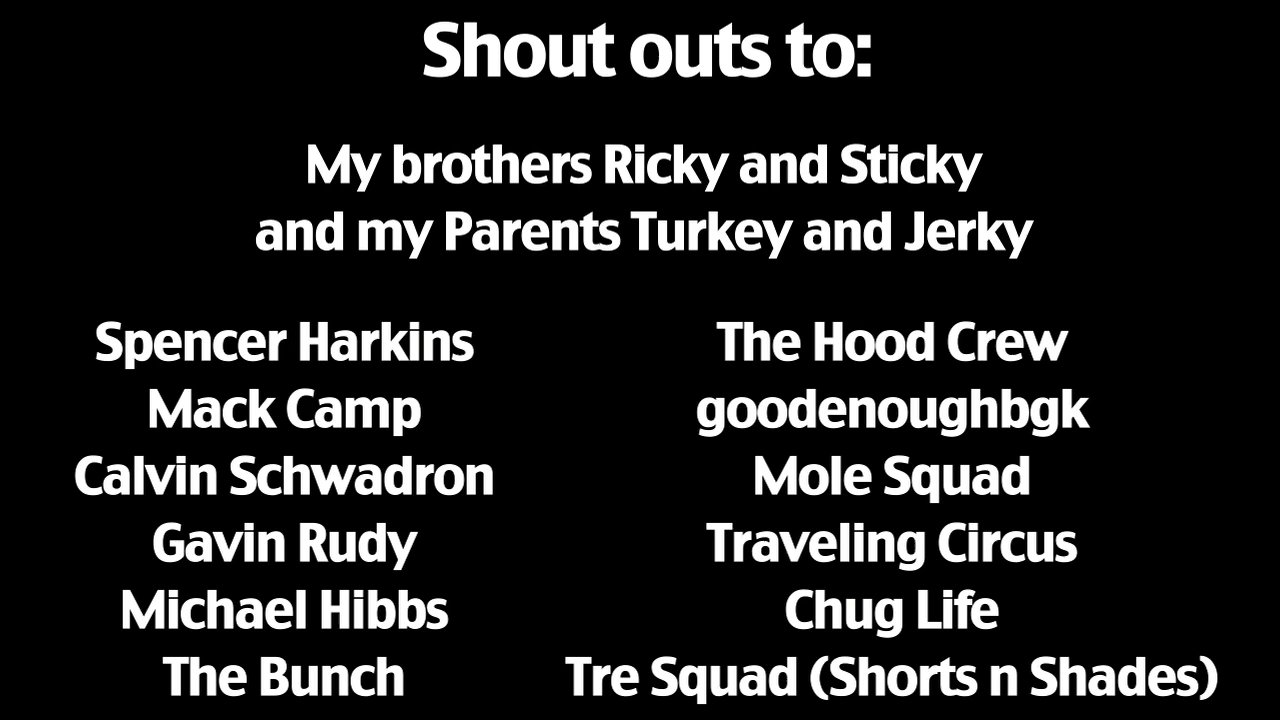 Shout outs to:
My brothers Ricky and Sticky
and my Parents Turkey and Jerky
Spencer Harkins
Mack Camp
Calvin Schwadron
Gavin Rudy
Michael Hibbs
The Bunch
The Hood Crew
goodenoughbgk
Mole Squad
Traveling Circus
Chug Life
Tre Squad (Shorts n Shades)